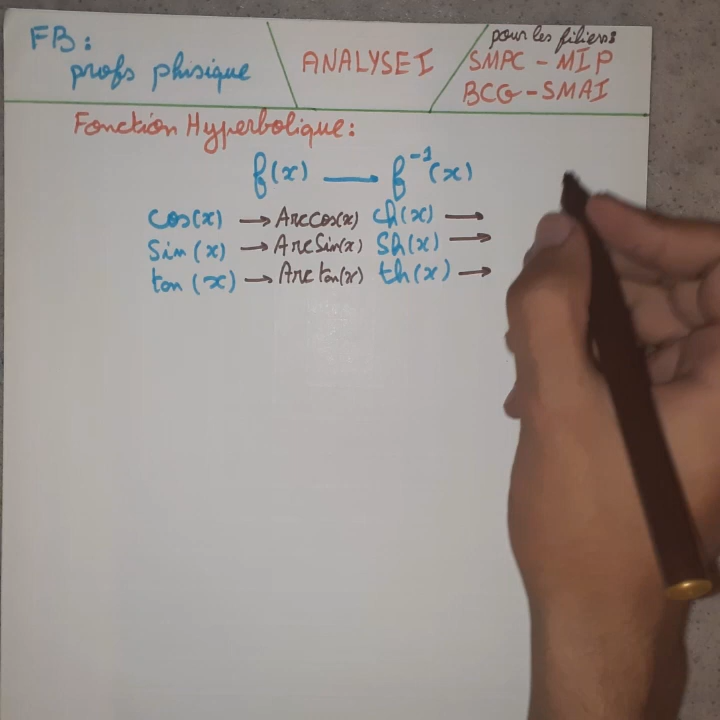 FB:
profs phisique
ANALYSE I
pour les filiers
SMPC - MIP
BCG - SMAI
Fonction Hyperbolique:
f(x) → f⁻¹(x)
cos(x) → Arccos(x) ch(x) →
Sin(x) → ArcSin(x) Sh(x) →
tan(x) → Arctan(x) th(x) →